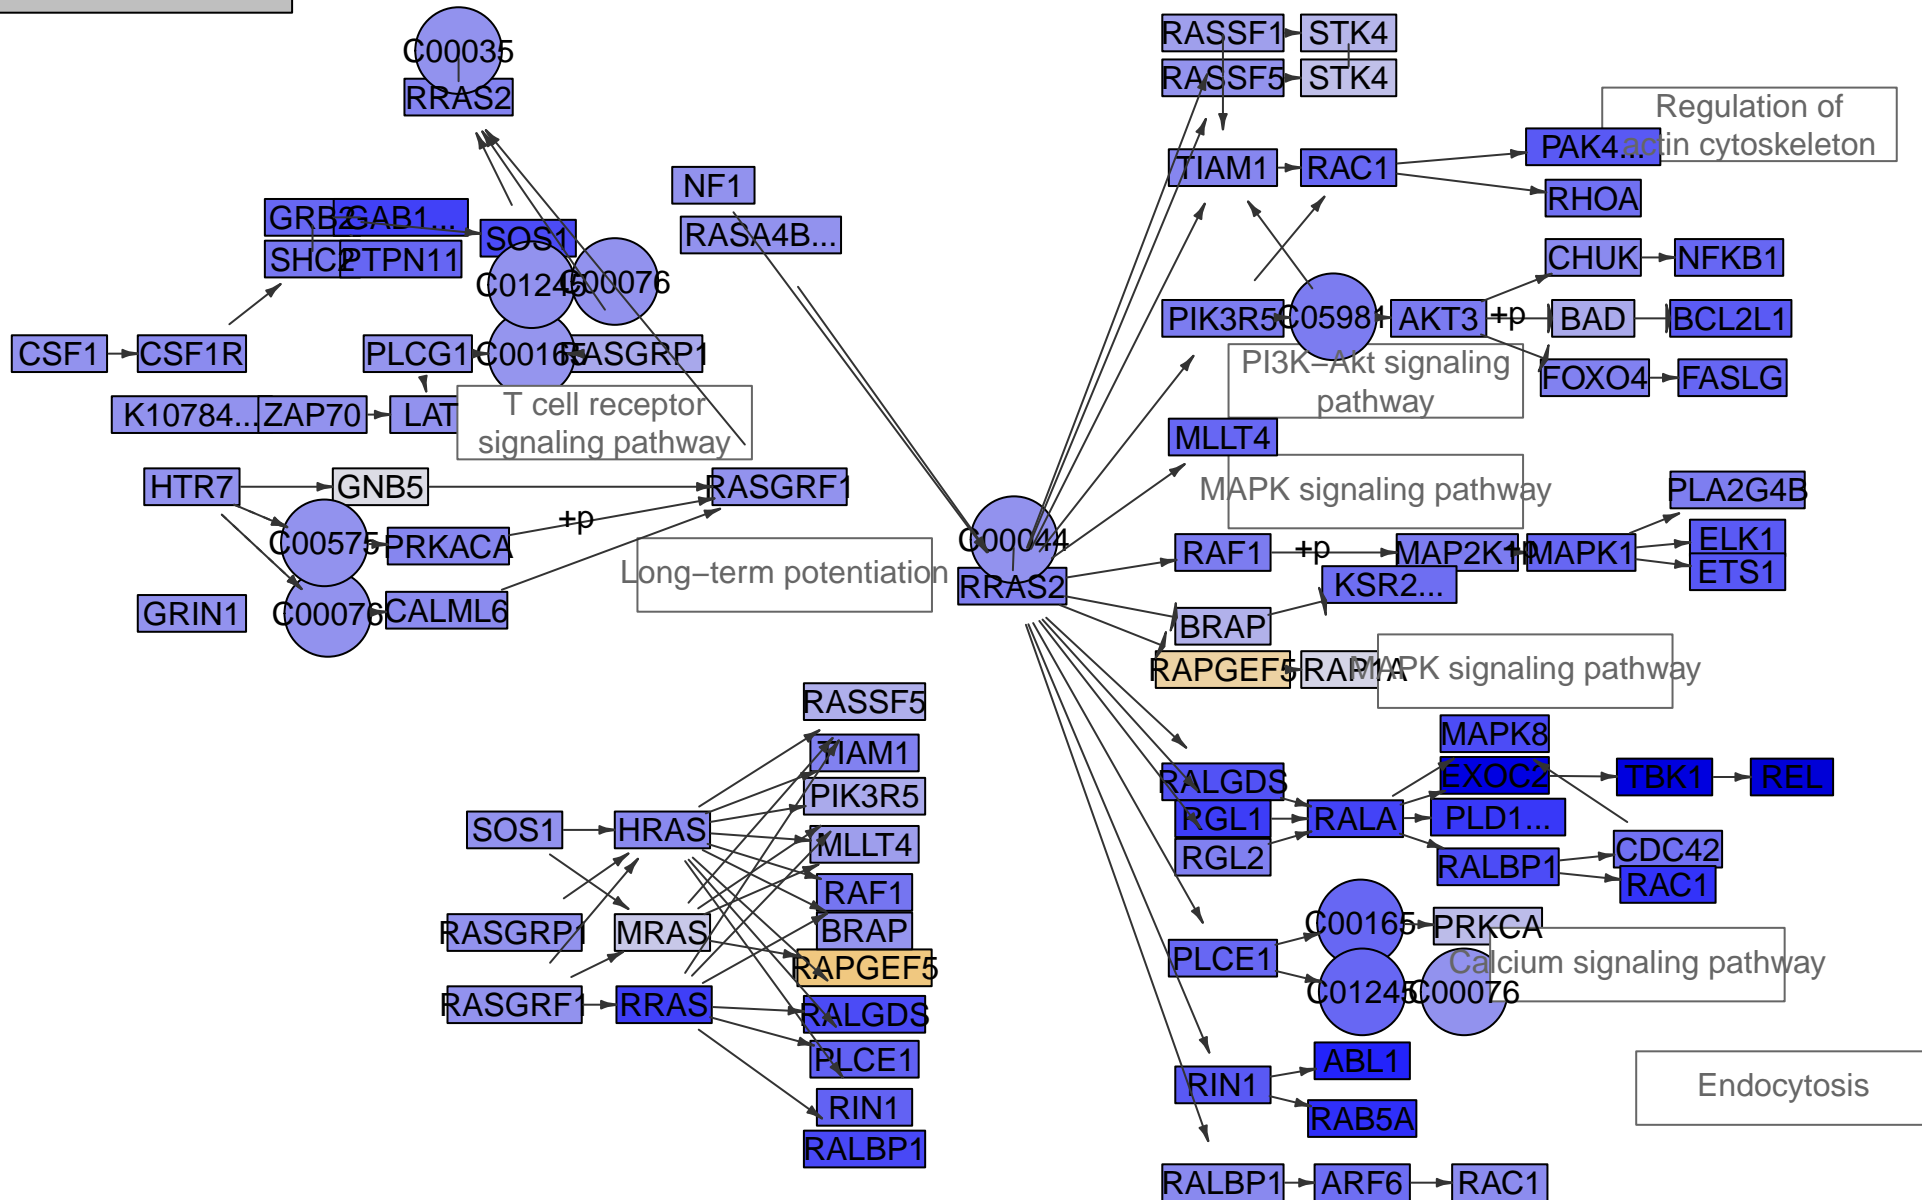 C00035
RRAS2
RASSF1
STK4
RASSF5
STK4
Regulation of
actin cytoskeleton
PAK4...
TIAM1
RAC1
RHOA
NF1
RASA4B...
GRB2
GAB1...
SOS1
SHC2
PTPN11
C01245
C00076
CHUK
NFKB1
PIK3R5
C05981
AKT3
+p
BAD
BCL2L1
CSF1
CSF1R
PLCG1
C00165
RASGRP1
PI3K−Akt signaling
pathway
FOXO4
FASLG
K10784...
ZAP70
LAT
T cell receptor
signaling pathway
MLLT4
HTR7
GNB5
RASGRF1
MAPK signaling pathway
PLA2G4B
+p
C00575
PRKACA
C00044
RAF1
+p
MAP2K1
+p
MAPK1
ELK1
ETS1
Long−term potentiation
RRAS2
KSR2...
GRIN1
C00076
CALML6
BRAP
RAPGEF5
RAP1A
MAPK signaling pathway
RASSF5
TIAM1
PIK3R5
MAPK8
RALGDS
EXOC2
TBK1
REL
SOS1
HRAS
MLLT4
RGL1
RALA
PLD1...
RGL2
RALBP1
CDC42
RAC1
RAF1
RASGRP1
MRAS
BRAP
C00165
PRKCA
RAPGEF5
PLCE1
Calcium signaling pathway
C01245
C00076
RASGRF1
RRAS
RALGDS
PLCE1
ABL1
RIN1
Endocytosis
RIN1
RAB5A
RALBP1
RALBP1
ARF6
RAC1